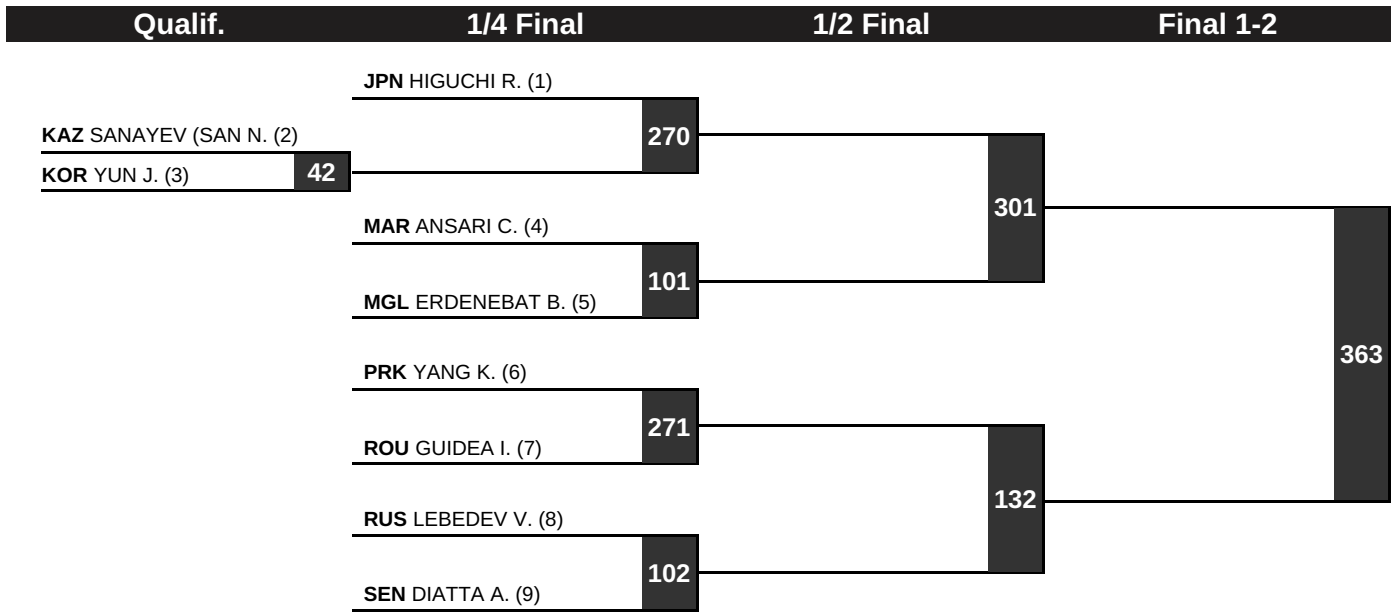 Qualif. 1/4 Final 1/2 Final Final 1-2
JPN HIGUCHI R. (1)
KAZ SANAYEV (SAN N. (2)
270
KOR YUN J. (3) 42
301
MAR ANSARI C. (4)
101
MGL ERDENEBAT B. (5)
363
PRK YANG K. (6)
271
ROU GUIDEA I. (7)
132
RUS LEBEDEV V. (8)
102
SEN DIATTA A. (9)